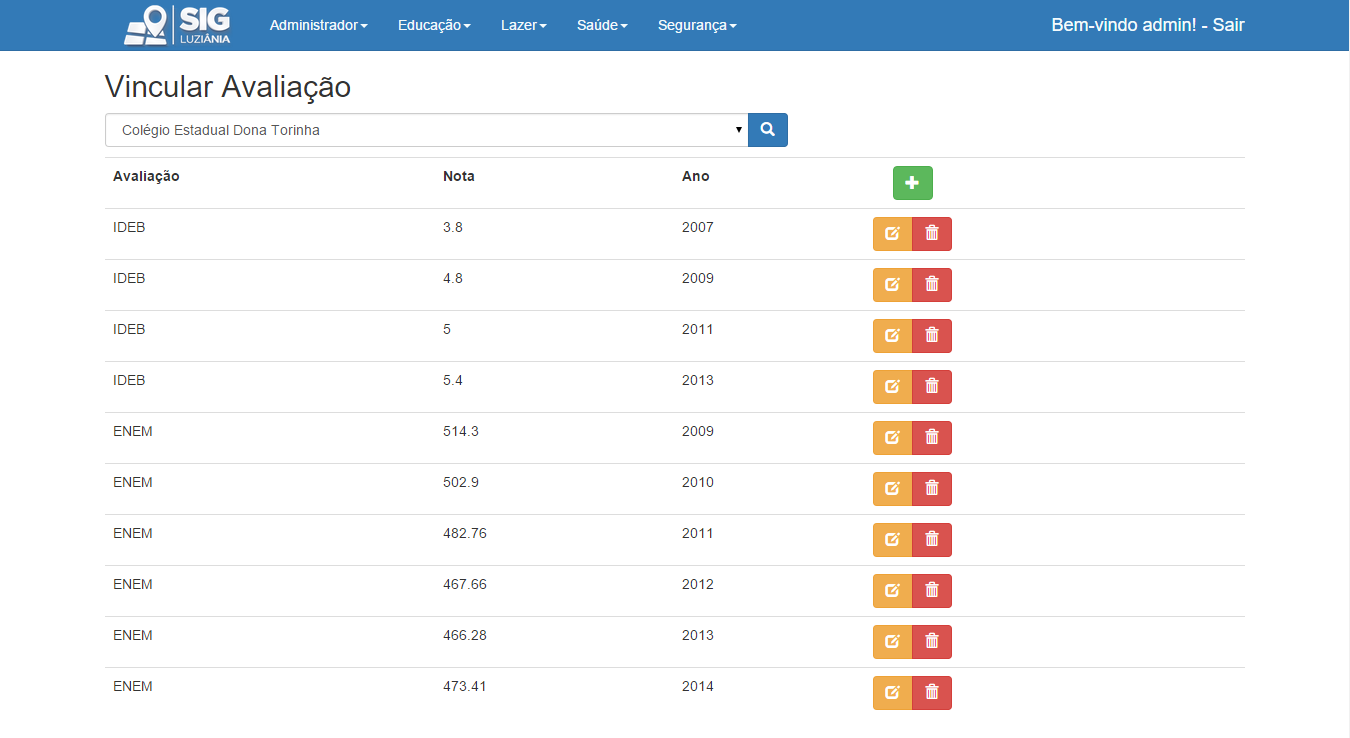 SIG
LUZIÂNIA
Administrador Educação Lazer Saúde Segurança Bem-vindo admin! - Sair
Vincular Avaliação
Colégio Estadual Dona Torinha
Avaliação Nota Ano
IDEB 3.8 2007
IDEB 4.8 2009
IDEB 5 2011
IDEB 5.4 2013
ENEM 514.3 2009
ENEM 502.9 2010
ENEM 482.76 2011
ENEM 467.66 2012
ENEM 466.28 2013
ENEM 473.41 2014